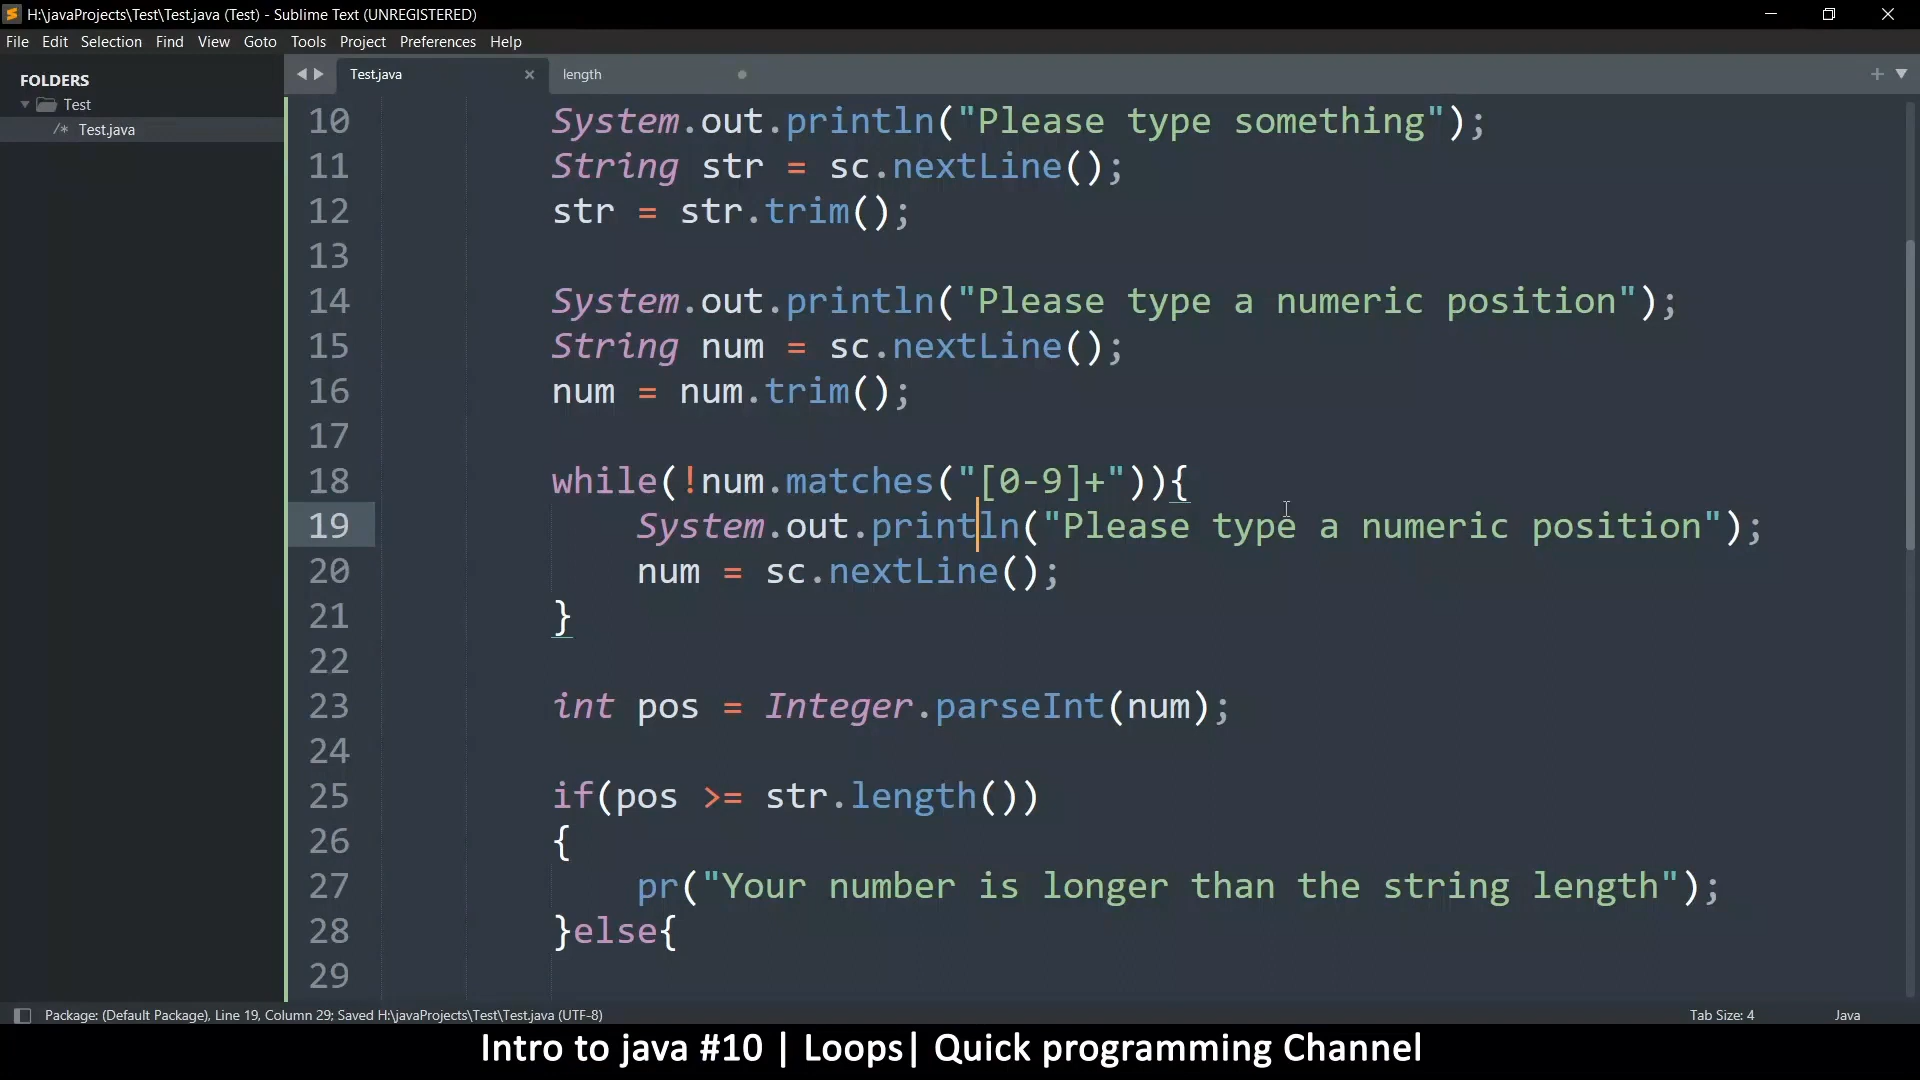 H:\javaProjects\Test\Test.java (Test) - Sublime Text (UNREGISTERED)
File Edit Selection Find View Goto Tools Project Preferences Help
FOLDERS
Test
/* Test.java
Test.java
length
10 System.out.println("Please type something");
11 String str = sc.nextLine();
12 str = str.trim();
13
14 System.out.println("Please type a numeric position");
15 String num = sc.nextLine();
16 num = num.trim();
17
18 while(!num.matches("[0-9]+")){
19 System.out.println("Please type a numeric position");
20 num = sc.nextLine();
21 }
22
23 int pos = Integer.parseInt(num);
24
25 if(pos >= str.length())
26 {
27 pr("Your number is longer than the string length");
28 }else{
29
Package: (Default Package), Line 19, Column 29; Saved H:\javaProjects\Test\Test.java (UTF-8)
Tab Size: 4
Java
Intro to java #10 | Loops| Quick programming Channel